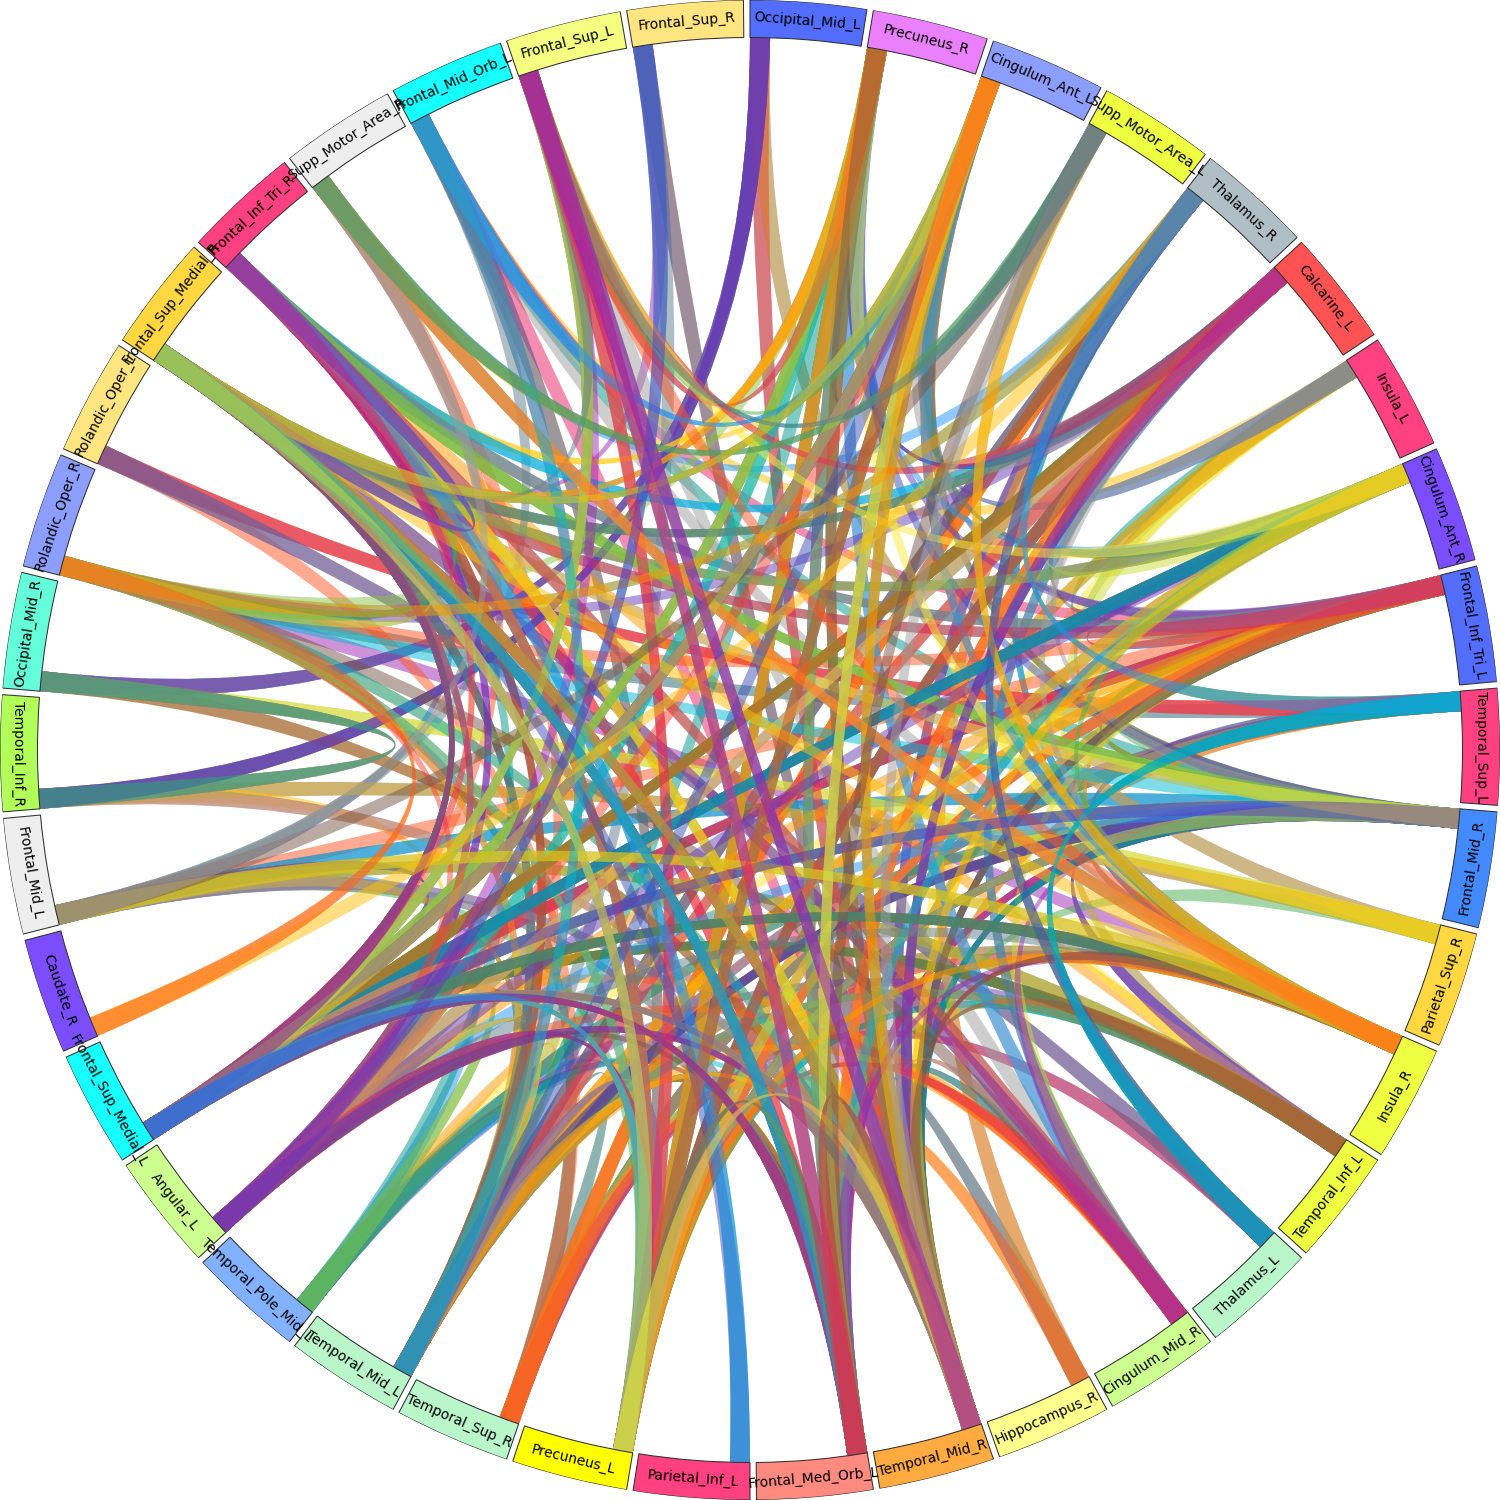 Occipital_Mid_L
Precuneus_R
Cingulum_Ant_L
Supp_Motor_Area_L
Thalamus_R
Calcarine_L
Insula_L
Cingulum_Ant_R
Frontal_Inf_Tri_L
Temporal_Sup_L
Frontal_Mid_R
Parietal_Sup_R
Insula_R
Temporal_Inf_L
Thalamus_L
Cingulum_Mid_R
Hippocampus_R
Temporal_Mid_R
Frontal_Med_Orb_L
Parietal_Inf_L
Precuneus_L
Temporal_Sup_R
Temporal_Mid_L
Temporal_Pole_Mid_L
Angular_L
Frontal_Sup_Medial_L
Caudate_R
Frontal_Mid_L
Temporal_Inf_R
Occipital_Mid_R
Rolandic_Oper_R
Rolandic_Oper_L
Frontal_Sup_Medial_R
Frontal_Inf_Tri_R
Supp_Motor_Area_R
Frontal_Mid_Orb_L
Frontal_Sup_L
Frontal_Sup_R